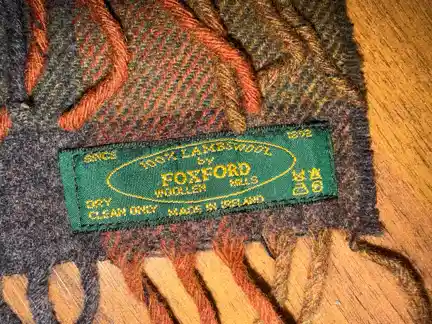 SINCE 1892
100% LAMBSWOOL
by
FOXFORD
WOOLLEN MILLS
DRY
CLEAN ONLY MADE IN IRELAND